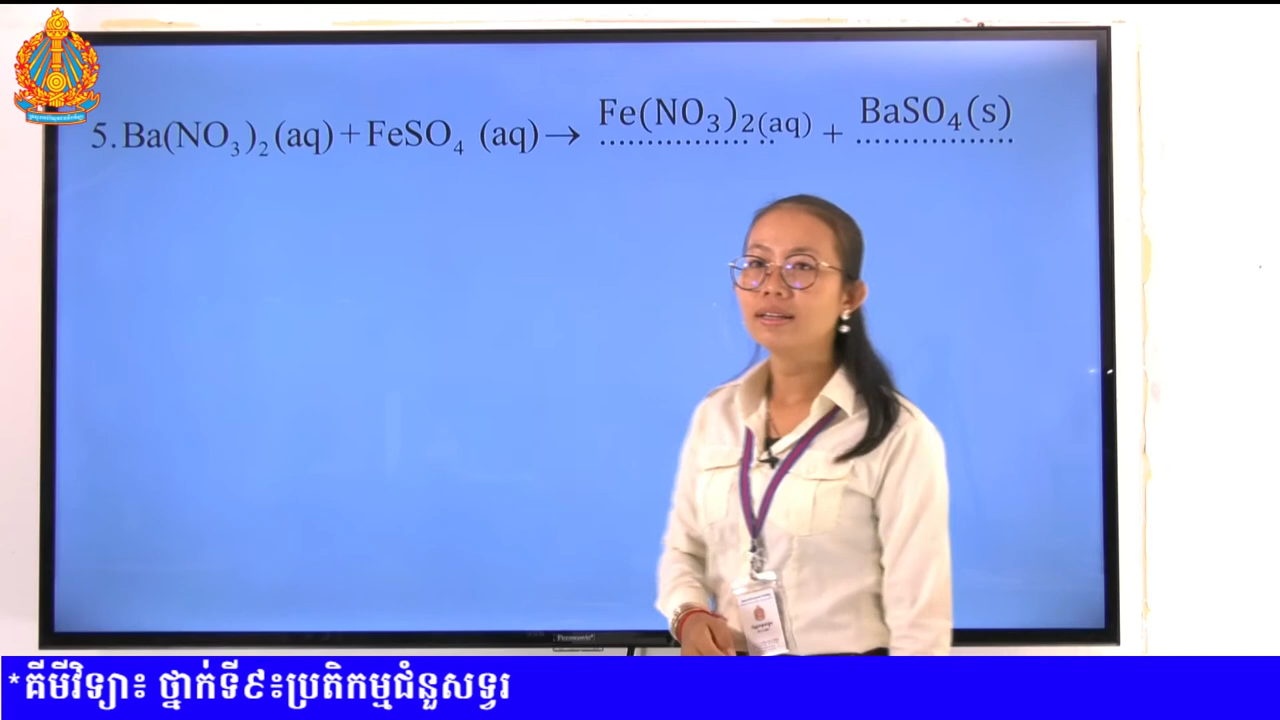 5.Ba(NO₃)₂(aq)+FeSO₄ (aq)→ Fe(NO₃)₂(aq) + BaSO₄(s)
*គីមីវិទ្យា៖ ថ្នាក់ទី៩៖ប្រតិកម្មជំនួសទ្វរ